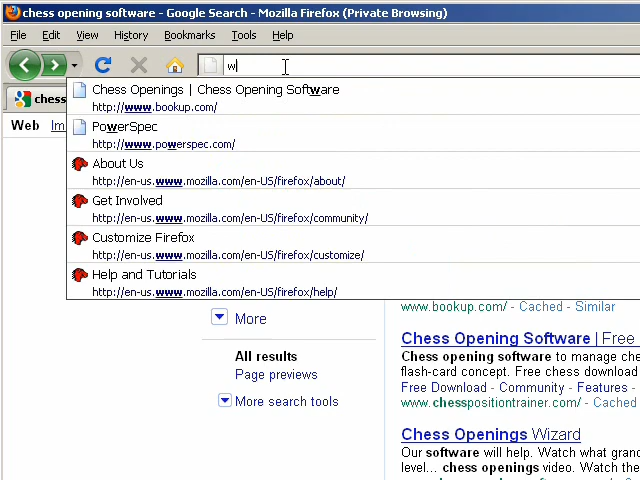 chess opening software - Google Search - Mozilla Firefox (Private Browsing)
File Edit View History Bookmarks Tools Help
w
Chess Openings | Chess Opening Software
http://www.bookup.com/
PowerSpec
http://www.powerspec.com/
About Us
http://en-us.www.mozilla.com/en-US/firefox/about/
Get Involved
http://en-us.www.mozilla.com/en-US/firefox/community/
Customize Firefox
http://en-us.www.mozilla.com/en-US/firefox/customize/
Help and Tutorials
http://en-us.www.mozilla.com/en-US/firefox/help/
chess
Web Im
More
All results
Page previews
More search tools
www.bookup.com/ - Cached - Similar
Chess Opening Software | Free
Chess opening software to manage che
flash-card concept. Free chess download
Free Download - Community - Features -
www.chesspositiontrainer.com/ - Cached
Chess Openings Wizard
Our software will help. Watch what grand
level... chess openings video. Watch the